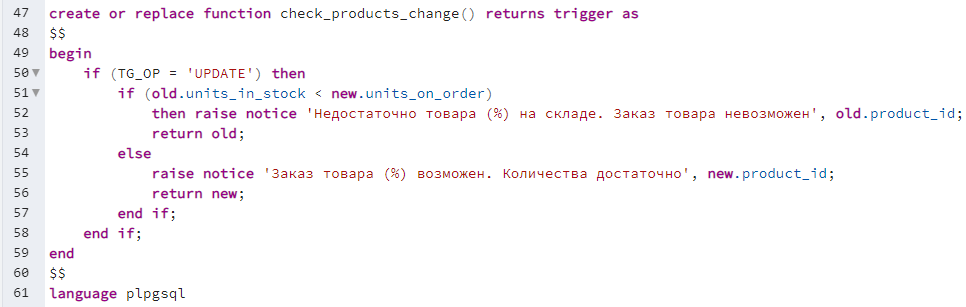 47 create or replace function check_products_change() returns trigger as
48 $$
49 begin
50 if (TG_OP = 'UPDATE') then
51 if (old.units_in_stock < new.units_on_order)
52 then raise notice 'Недостаточно товара (%) на складе. Заказ товара невозможен', old.product_id;
53 return old;
54 else
55 raise notice 'Заказ товара (%) возможен. Количества достаточно', new.product_id;
56 return new;
57 end if;
58 end if;
59 end
60 $$
61 language plpgsql